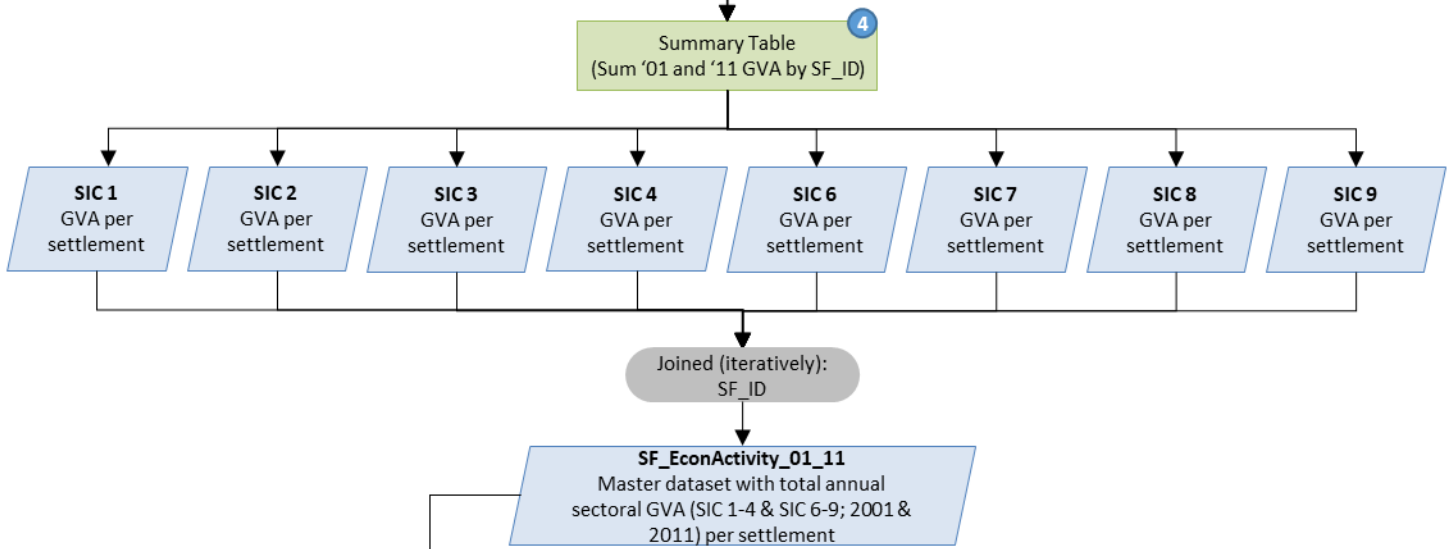 4
Summary Table
(Sum ‘01 and ‘11 GVA by SF_ID)
SIC 1
GVA per
settlement
SIC 2
GVA per
settlement
SIC 3
GVA per
settlement
SIC 4
GVA per
settlement
SIC 6
GVA per
settlement
SIC 7
GVA per
settlement
SIC 8
GVA per
settlement
SIC 9
GVA per
settlement
Joined (iteratively):
SF_ID
SF_EconActivity_01_11
Master dataset with total annual
sectoral GVA (SIC 1-4 & SIC 6-9; 2001 &
2011) per settlement